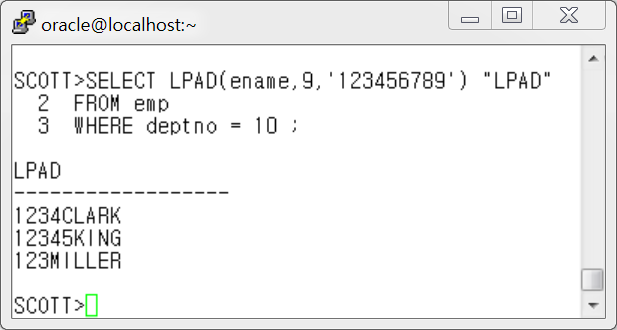 oracle@localhost:~
SCOTT>SELECT LPAD(ename,9,'123456789') "LPAD"
2 FROM emp
3 WHERE deptno = 10 ;
LPAD
------------------
1234CLARK
12345KING
123MILLER
SCOTT>